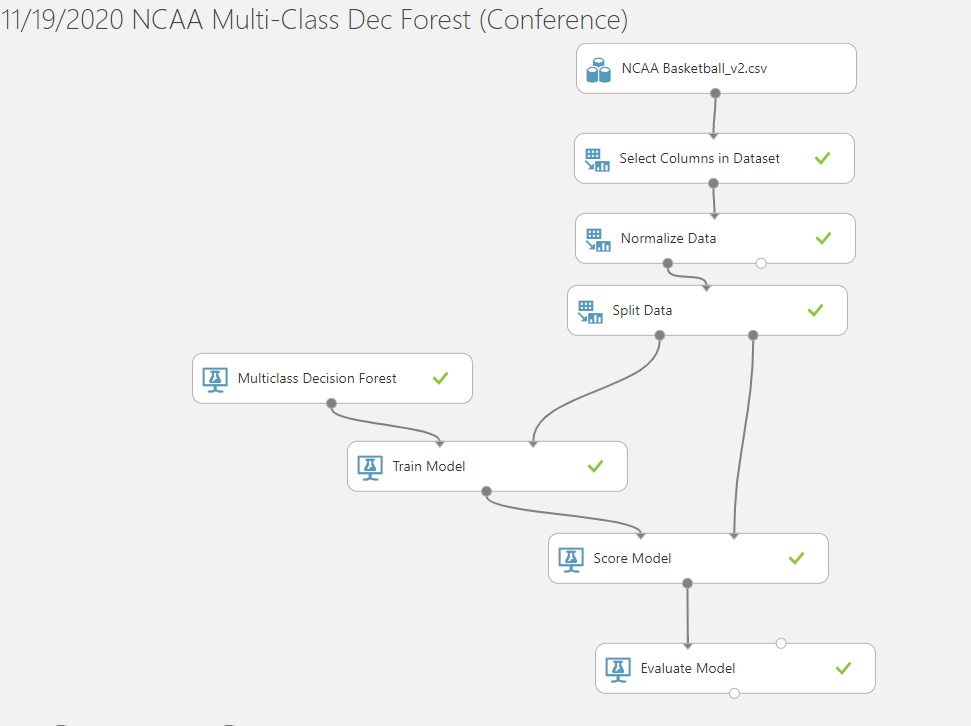 11/19/2020 NCAA Multi-Class Dec Forest (Conference)
NCAA Basketball_v2.csv
Select Columns in Dataset
Normalize Data
Split Data
Multiclass Decision Forest
Train Model
Score Model
Evaluate Model